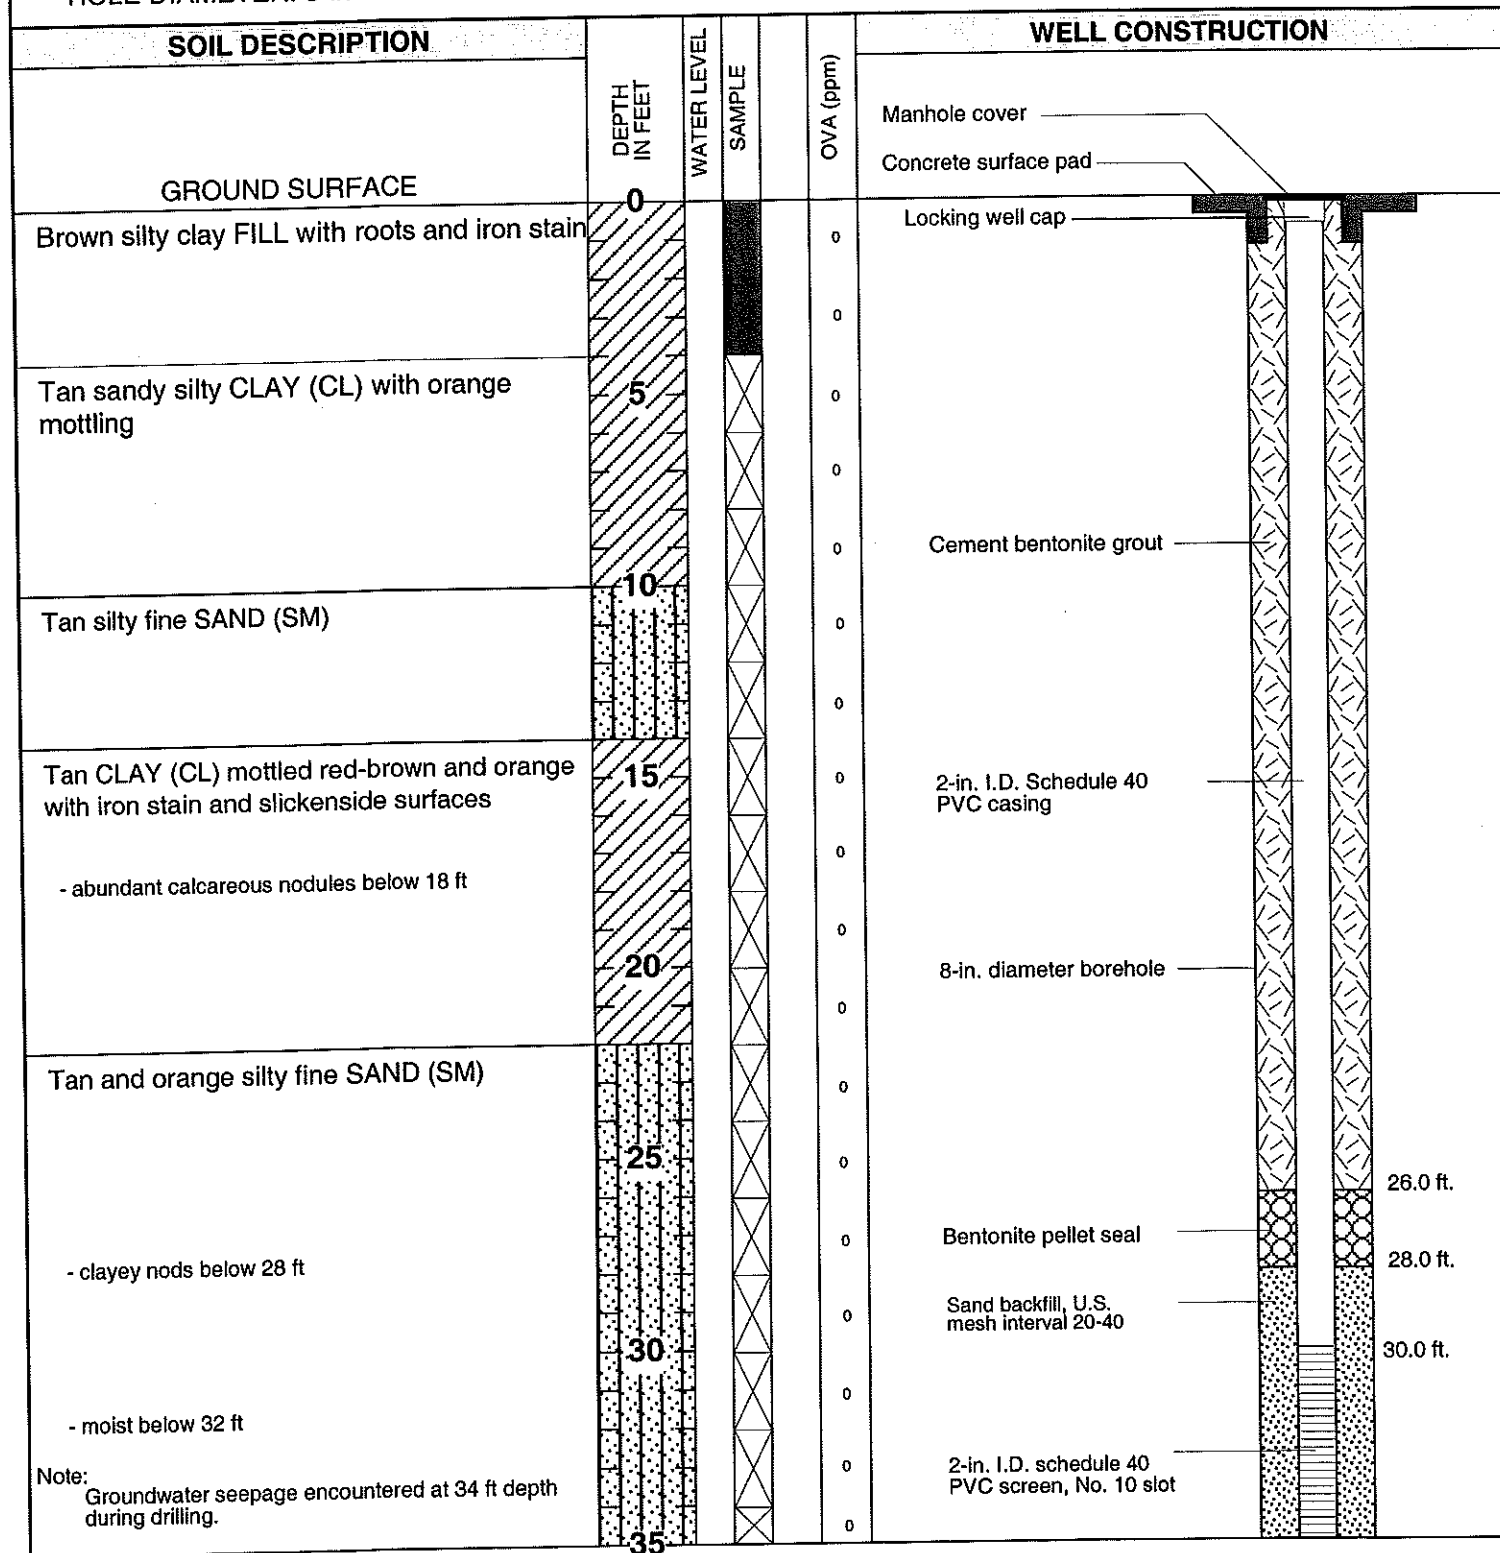 SOIL DESCRIPTION
DEPTH
IN FEET
WATER LEVEL
SAMPLE
OVA (ppm)
WELL CONSTRUCTION
Manhole cover
Concrete surface pad
GROUND SURFACE
0
Locking well cap
Brown silty clay FILL with roots and iron stain
0
0
Tan sandy silty CLAY (CL) with orange
mottling
5
0
0
0
Cement bentonite grout
10
Tan silty fine SAND (SM)
0
0
Tan CLAY (CL) mottled red-brown and orange
with iron stain and slickenside surfaces
15
0
2-in. I.D. Schedule 40
PVC casing
0
- abundant calcareous nodules below 18 ft
0
20
8-in. diameter borehole
0
Tan and orange silty fine SAND (SM)
0
25
0
26.0 ft.
Bentonite pellet seal
0
28.0 ft.
- clayey nods below 28 ft
Sand backfill, U.S.
mesh interval 20-40
0
30
30.0 ft.
0
- moist below 32 ft
0
2-in. I.D. schedule 40
PVC screen, No. 10 slot
Note:
Groundwater seepage encountered at 34 ft depth
during drilling.
0
35